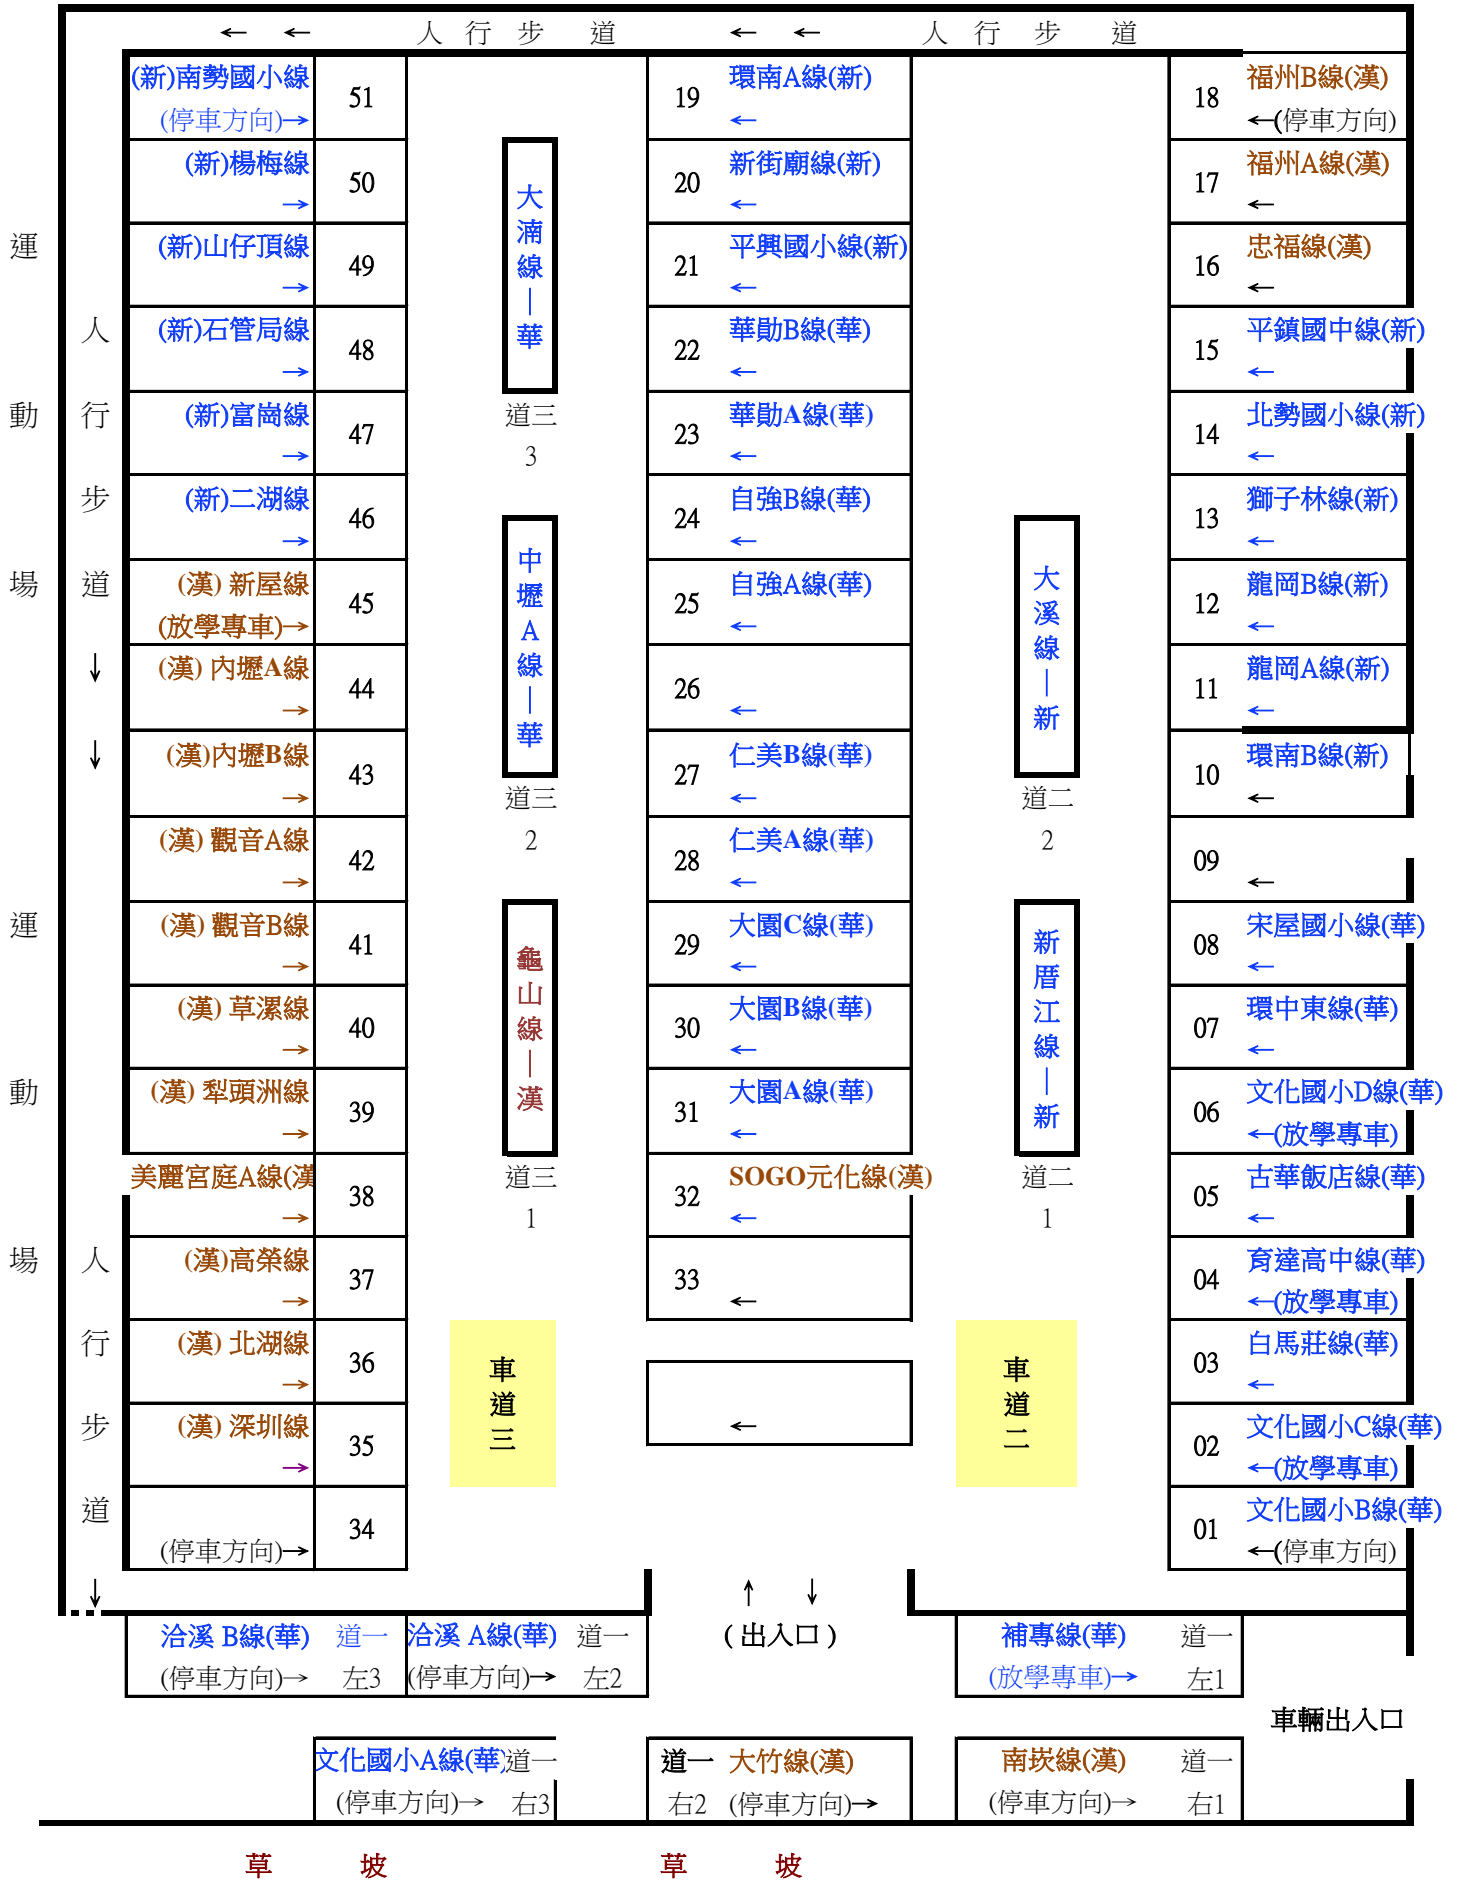 ← ← 人 行 步 道 ← ← 人 行 步 道
(新)南勢國小線 51 19 環南A線(新) 18 福州B線(漢)
(停車方向)→ ← ←(停車方向)
(新)楊梅線 50 20 新街廟線(新) 17 福州A線(漢)
→ ← ←
(新)山仔頂線 49 21 平興國小線(新) 16 忠福線(漢)
→ ← ←
(新)石管局線 48 22 華勛B線(華) 15 平鎮國中線(新)
→ ← ←
(新)富崗線 47 23 華勛A線(華) 14 北勢國小線(新)
→ ← ←
(新)二湖線 46 24 自強B線(華) 13 獅子林線(新)
→ ← ←
(漢) 新屋線 45 25 自強A線(華) 12 龍岡B線(新)
(放學專車)→ ← ←
(漢) 內壢A線 44 26 11 龍岡A線(新)
→ ← ←
(漢)內壢B線 43 27 仁美B線(華) 10 環南B線(新)
→ ← ←
(漢) 觀音A線 42 28 仁美A線(華) 09
→ ← ←
(漢) 觀音B線 41 29 大園C線(華) 08 宋屋國小線(華)
→ ← ←
(漢) 草漯線 40 30 大園B線(華) 07 環中東線(華)
→ ← ←
(漢) 犁頭洲線 39 31 大園A線(華) 06 文化國小D線(華)
→ ← ←(放學專車)
美麗宮庭A線(漢 38 32 SOGO元化線(漢) 05 古華飯店線(華)
→ ← ←
(漢)高榮線 37 33 04 育達高中線(華)
→ ← ←(放學專車)
(漢) 北湖線 36 03 白馬莊線(華)
→ ←
(漢) 深圳線 35 ← 02 文化國小C線(華)
→ ←(放學專車)
34 01 文化國小B線(華)
(停車方向)→ ←(停車方向)
運動場
人行步道
↓
↓
運動場
人行步道
↓
大湳線—華
道三
3
中壢A線—華
道三
2
龜山線—漢
道三
1
車道三
大溪線—新
道二
2
新厝江線—新
道二
1
車道二
↑ ↓
洽溪 B線(華) 道一 洽溪 A線(華) 道一 ( 出入口 ) 補專線(華) 道一
(停車方向)→ 左3 (停車方向)→ 左2 (放學專車)→ 左1
車輛出入口
文化國小A線(華) 道一 道一 大竹線(漢) 南崁線(漢) 道一
(停車方向)→ 右3 右2 (停車方向)→ (停車方向)→ 右1
草 坡 草 坡